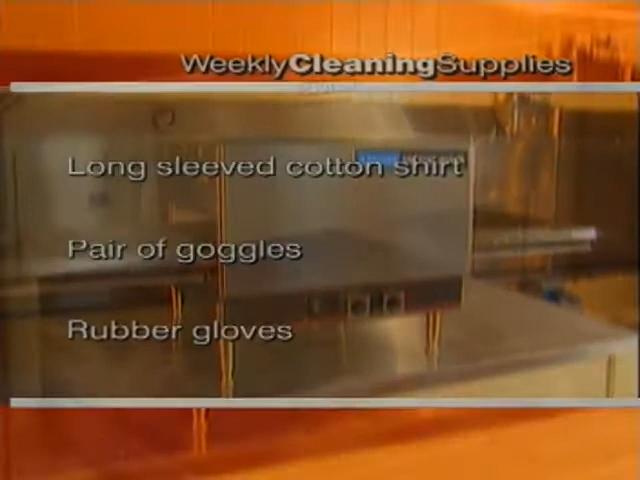 WeeklyCleaningSupplies
Long sleeved cotton shirt
Pair of goggles
Rubber gloves